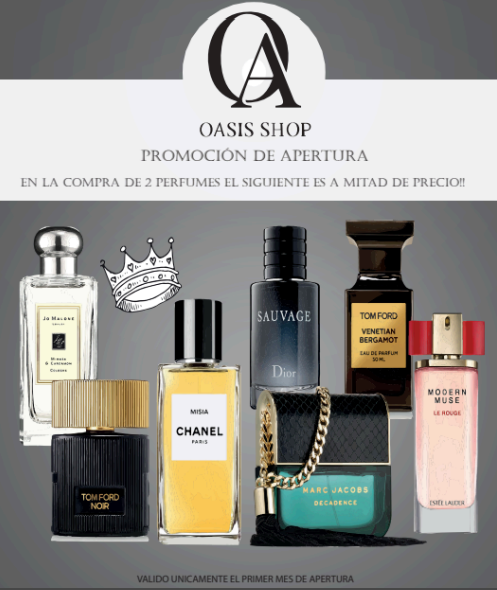 OA
OASIS SHOP
PROMOCIÓN DE APERTURA
EN LA COMPRA DE 2 PERFUMES EL SIGUIENTE ES A MITAD DE PRECIO!!
JO MALONE
LONDON
MIMOSA
& CARDAMOM
COLOGNE
TOM FORD
NOIR
MISIA
CHANEL
PARIS
SAUVAGE
Dior
TOM FORD
VENETIAN
BERGAMOT
EAU DE PARFUM
50 ML
MARC JACOBS
DECADENCE
MODERN
MUSE
LE ROUGE
ESTĒE LAUDER
VALIDO UNICAMENTE EL PRIMER MES DE APERTURA